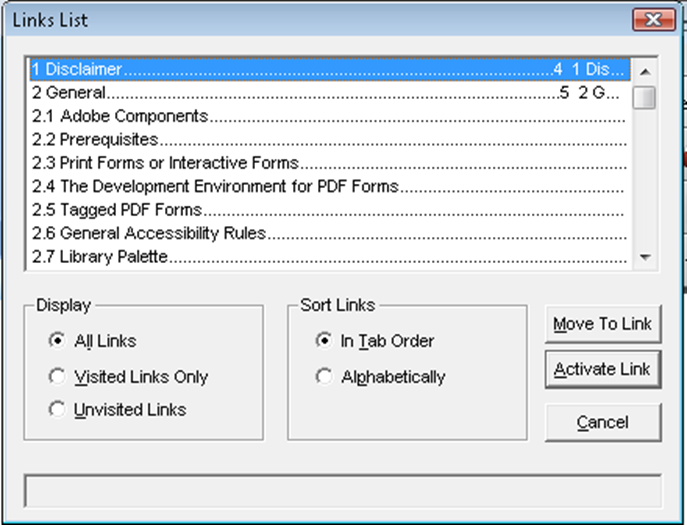 Links List
1 Disclaimer..........................................................................................4  1 Dis...
2 General...............................................................................................5  2 G...
2.1 Adobe Components.....................................................................................
2.2 Prerequisites...............................................................................................
2.3 Print Forms or Interactive Forms..................................................................
2.4 The Development Environment for PDF Forms...............................................
2.5 Tagged PDF Forms......................................................................................
2.6 General Accessibility Rules..........................................................................
2.7 Library Palette.............................................................................................
Display
All Links
Visited Links Only
Unvisited Links
Sort Links
In Tab Order
Alphabetically
Move To Link
Activate Link
Cancel